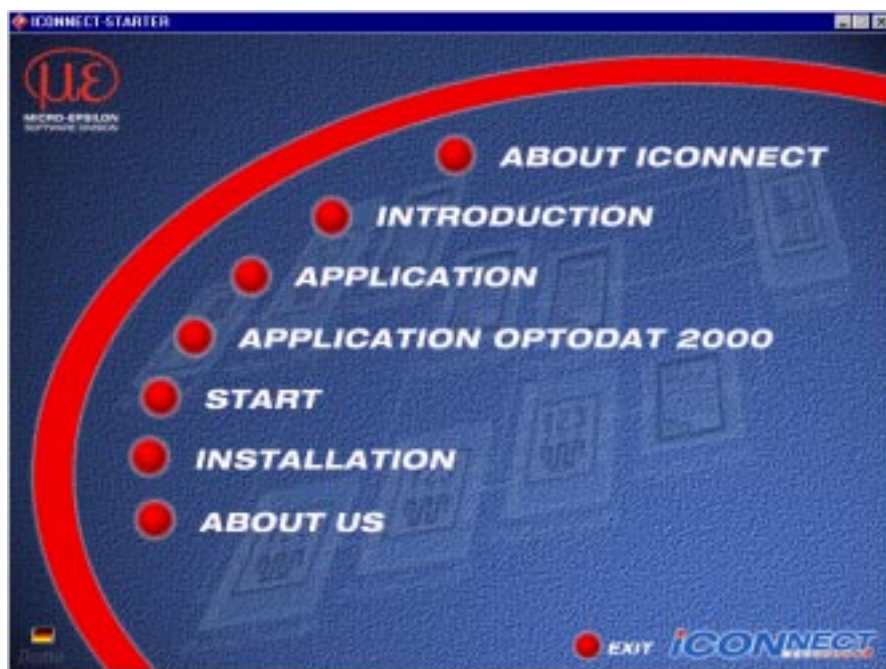 ICONNECT-STARTER
με
MICRO-EPSILON
SOFTWARE DIVISION
ABOUT ICONNECT
INTRODUCTION
APPLICATION
APPLICATION OPTODAT 2000
START
INSTALLATION
ABOUT US
EXIT
iCONNECT